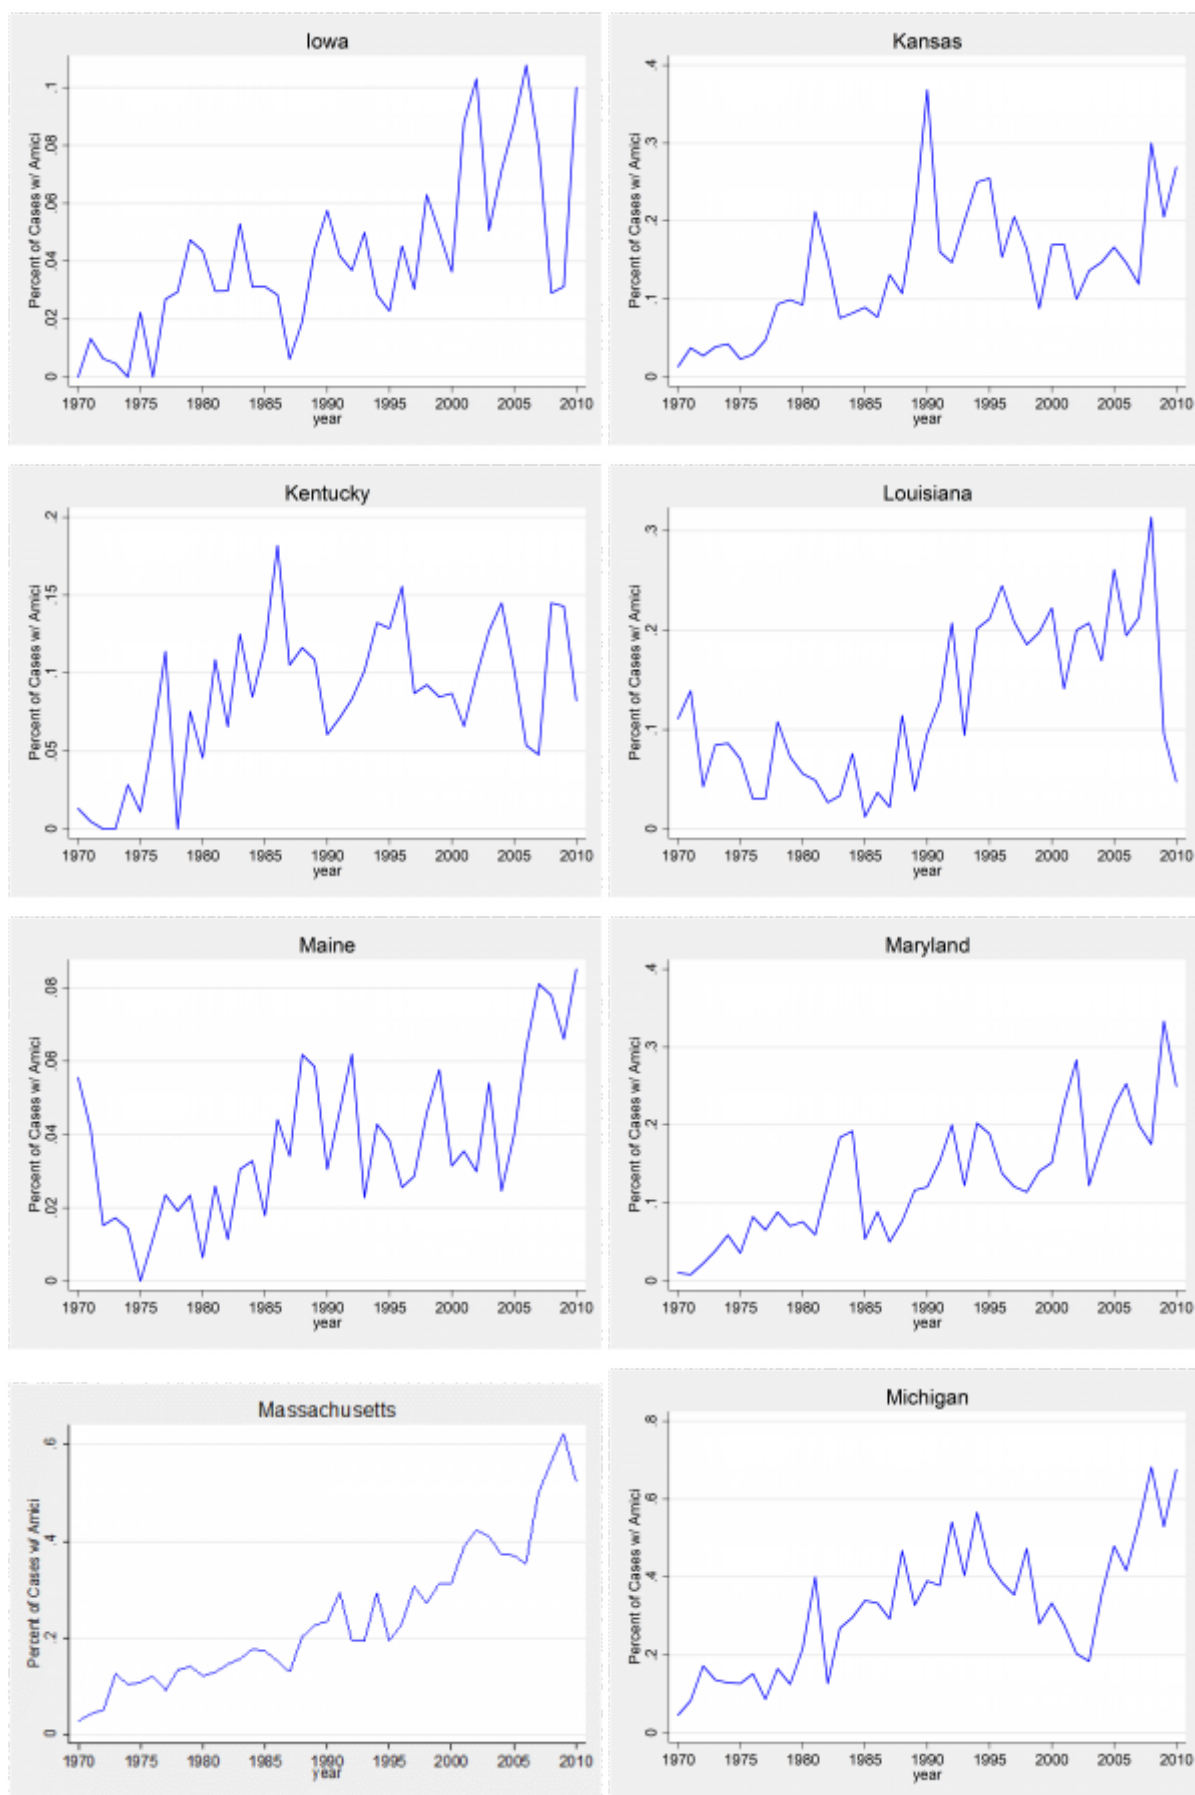 Iowa
Percent of Cases w/ Amici
0 .02 .04 .06 .08 .1
1970 1975 1980 1985 1990 1995 2000 2005 2010
year
Kansas
Percent of Cases w/ Amici
0 .1 .2 .3 .4
1970 1975 1980 1985 1990 1995 2000 2005 2010
year
Kentucky
Percent of Cases w/ Amici
0 .05 .1 .15 .2
1970 1975 1980 1985 1990 1995 2000 2005 2010
year
Louisiana
Percent of Cases w/ Amici
0 .1 .2 .3
1970 1975 1980 1985 1990 1995 2000 2005 2010
year
Maine
Percent of Cases w/ Amici
0 .02 .04 .06 .08
1970 1975 1980 1985 1990 1995 2000 2005 2010
year
Maryland
Percent of Cases w/ Amici
0 .1 .2 .3 .4
1970 1975 1980 1985 1990 1995 2000 2005 2010
year
Massachusetts
Percent of Cases w/ Amici
0 .2 .4 .6
1970 1975 1980 1985 1990 1995 2000 2005 2010
year
Michigan
Percent of Cases w/ Amici
0 .2 .4 .6 .8
1970 1975 1980 1985 1990 1995 2000 2005 2010
year